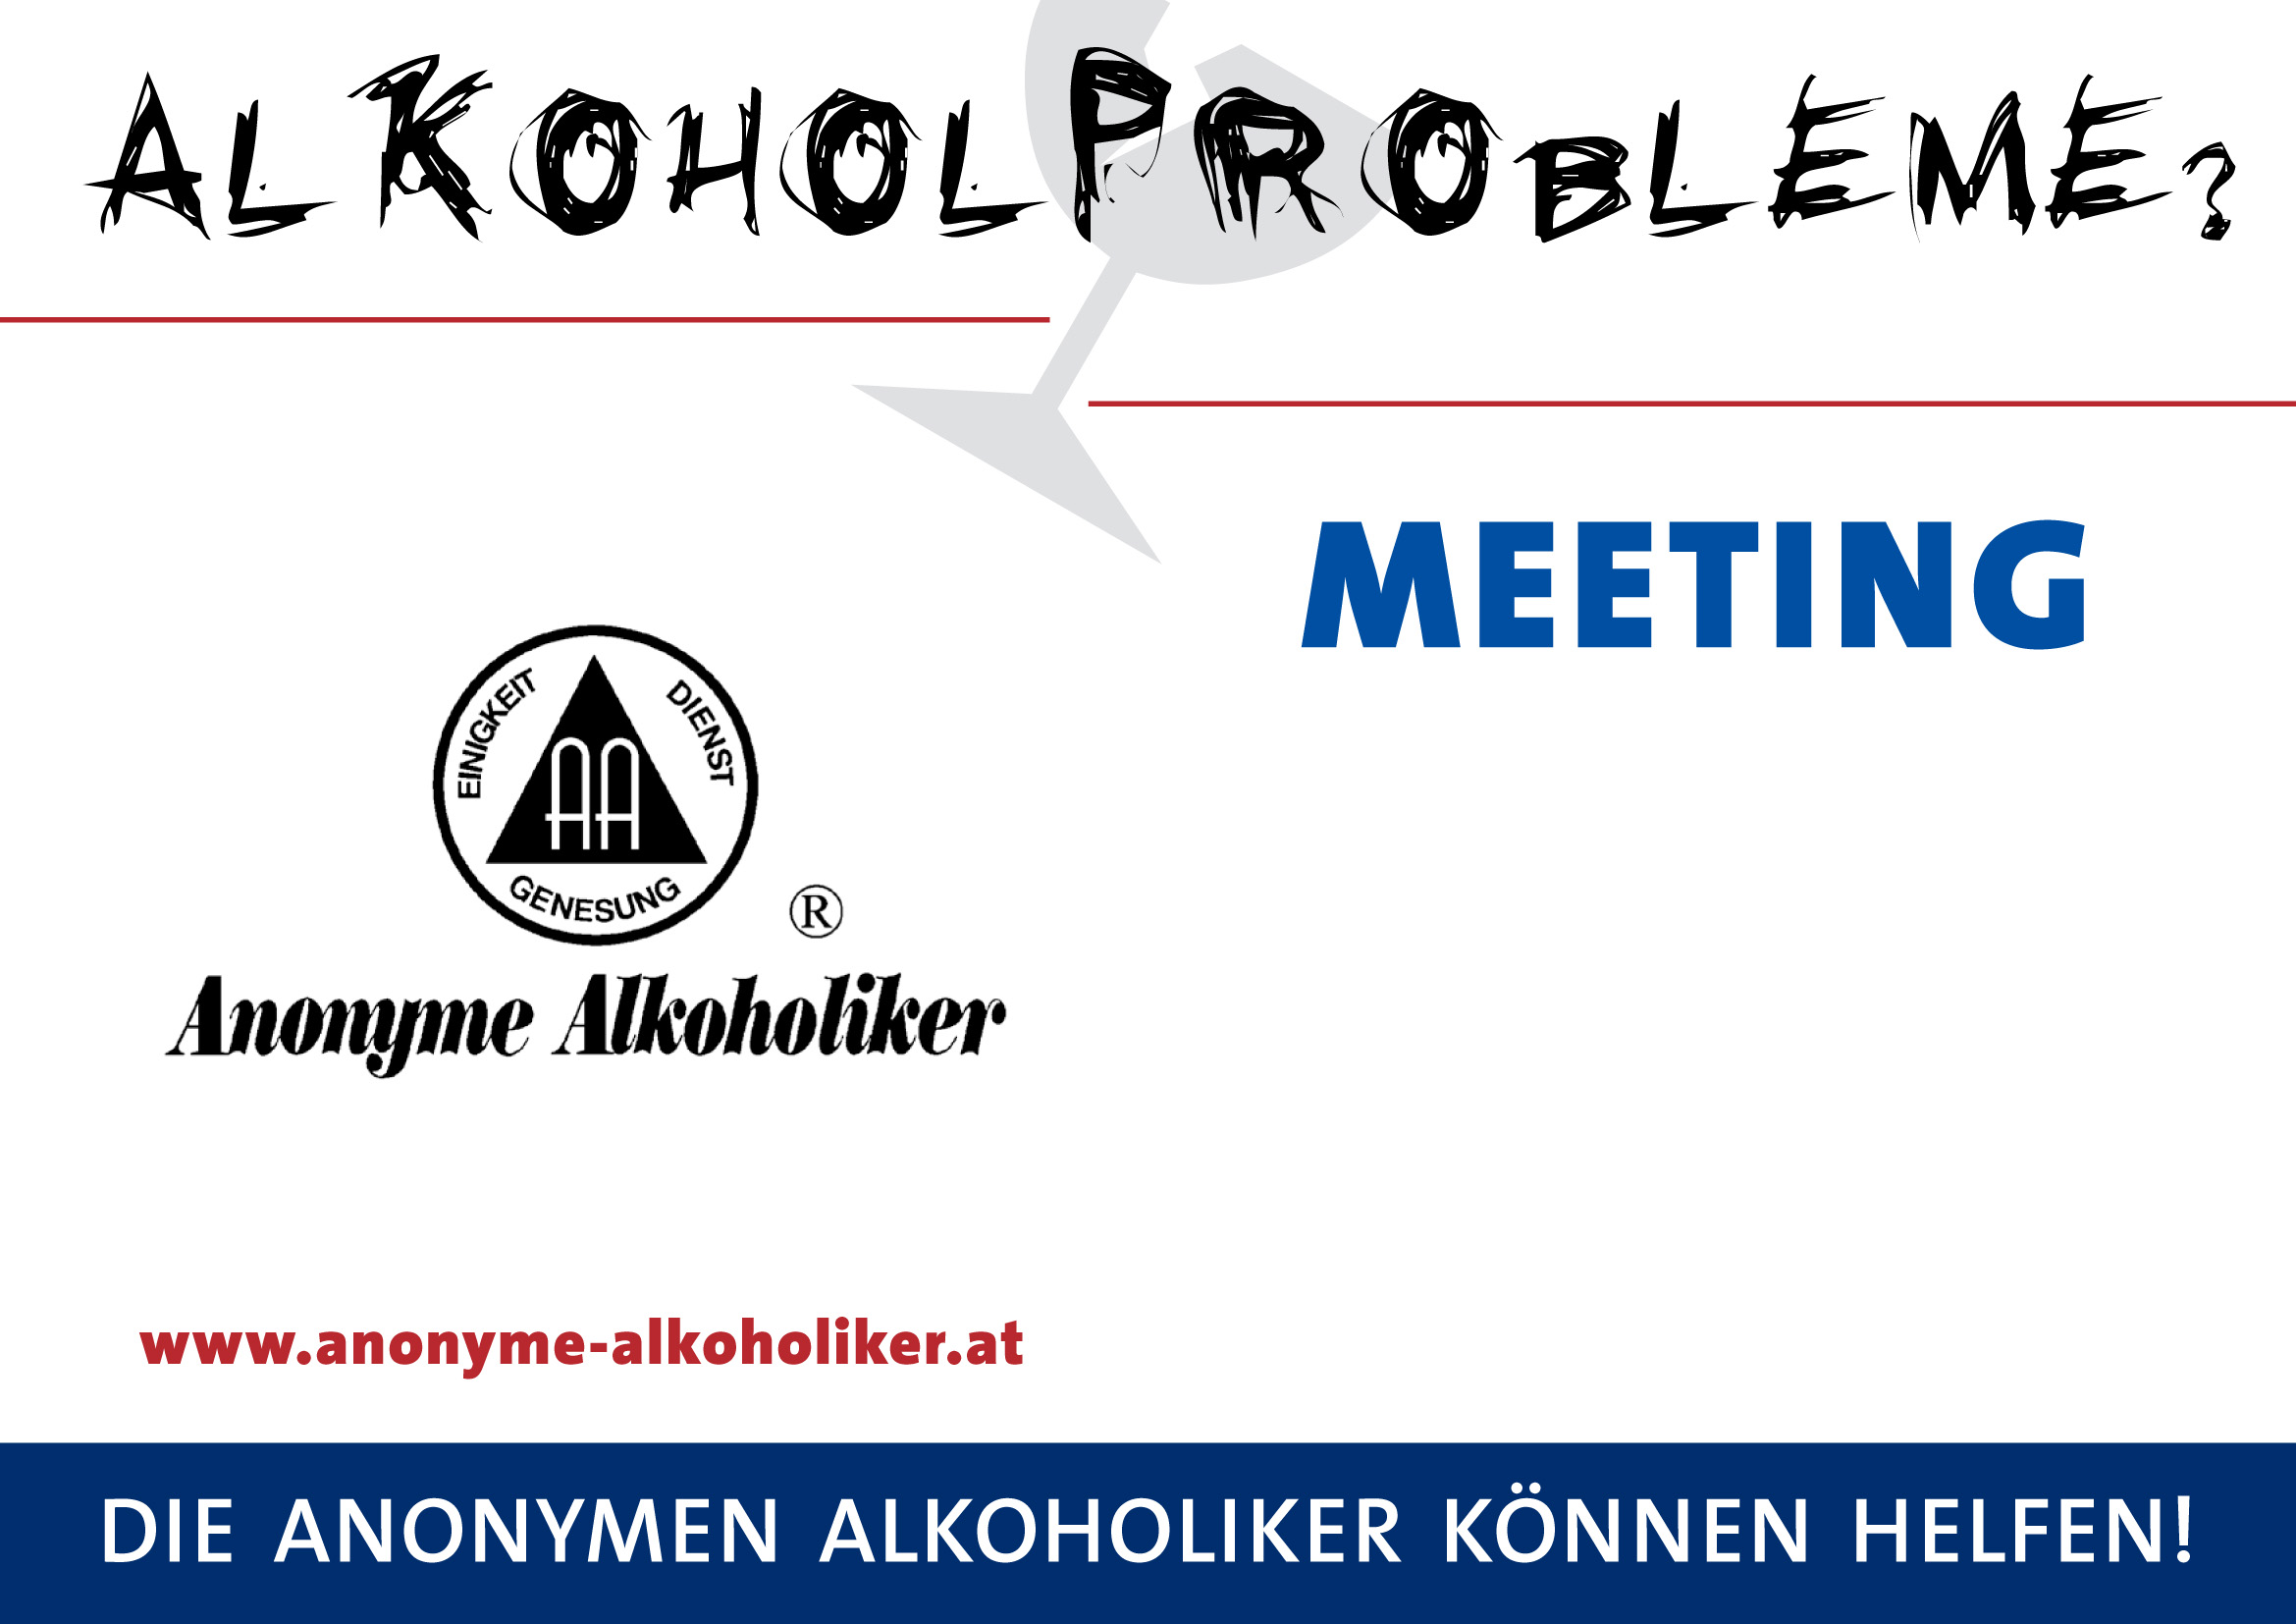 ALKOHOLPROBLEME?
MEETING
EINIGKEIT
DIENST
AA
GENESUNG
®
Anonyme Alkoholiker
www.anonyme-alkoholiker.at
DIE ANONYMEN ALKOHOLIKER KÖNNEN HELFEN!